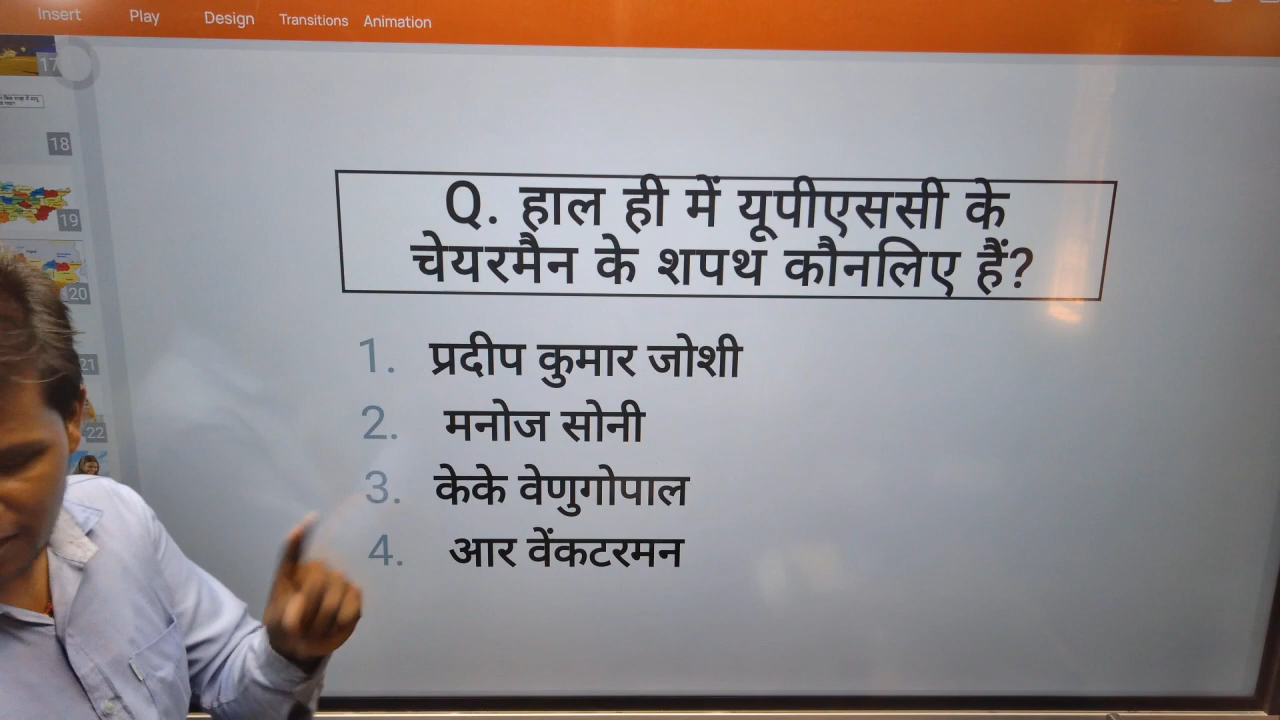 Insert Play Design Transitions Animation
17
18
19
20
21
22
Q. हाल ही में यूपीएससी के
चेयरमैन के शपथ कौनलिए हैं?
1. प्रदीप कुमार जोशी
2. मनोज सोनी
3. केके वेणुगोपाल
4. आर वेंकटरमन